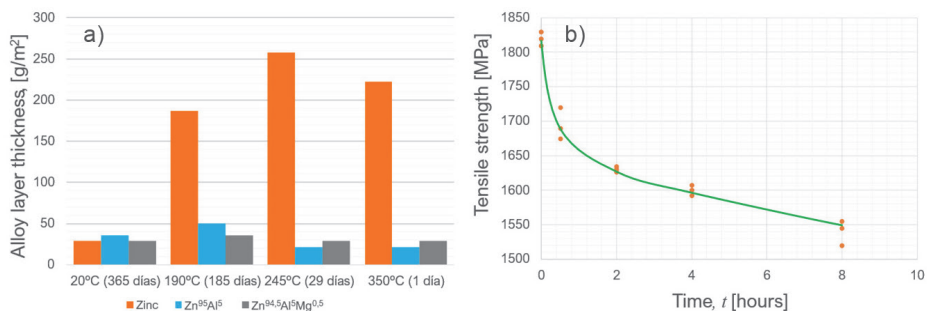 a)
Alloy layer thickness, [g/m²]
300
250
200
150
100
50
0
20ºC (365 días) 190ºC (185 días) 245ºC (29 días) 350ºC (1 día)
Zinc Zn⁹⁵Al⁵ Zn⁹⁴,⁵Al⁵Mg⁰,⁵
b)
Tensile strength [MPa]
1850
1800
1750
1700
1650
1600
1550
1500
0 2 4 6 8 10
Time, t [hours]